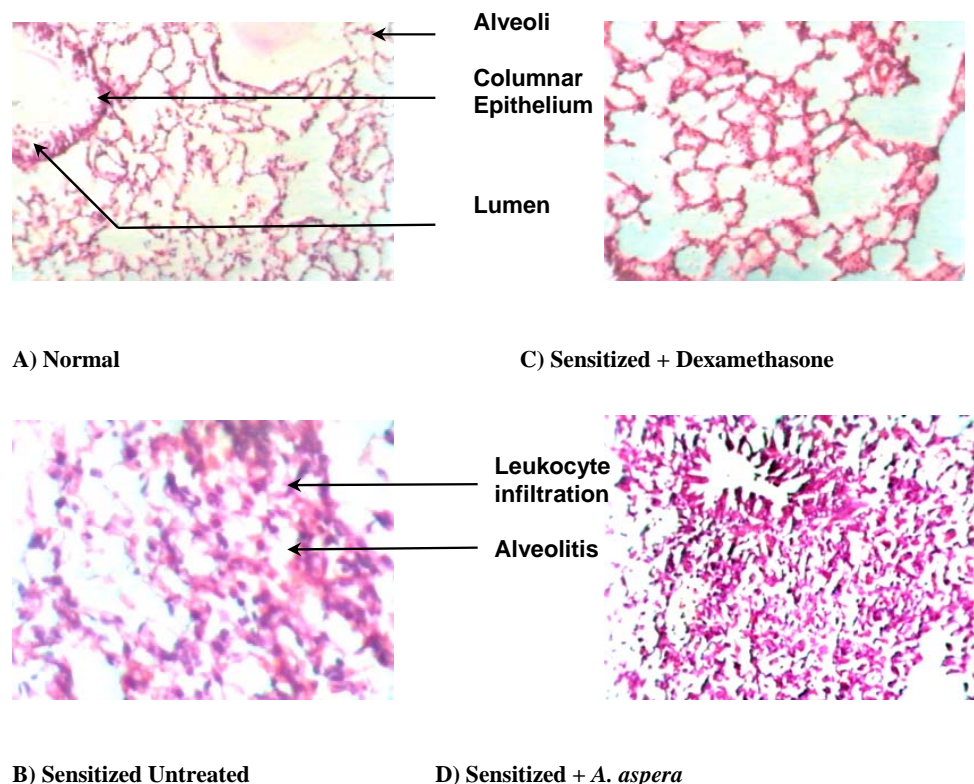 Alveoli
Columnar
Epithelium
Lumen
A) Normal
C) Sensitized + Dexamethasone
Leukocyte
infiltration
Alveolitis
B) Sensitized Untreated
D) Sensitized + A. aspera